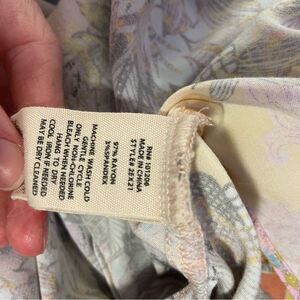 RN# 101206
MADE IN CHINA
STYLE# 25X21
97% RAYON
3% SPANDEX
MACHINE WASH COLD
GENTLE CYCLE
ONLY NON-CHLORINE
BLEACH WHEN NEEDED
HANG TO DRY
COOL IRON IF NEEDED
MAY BE DRY CLEANED